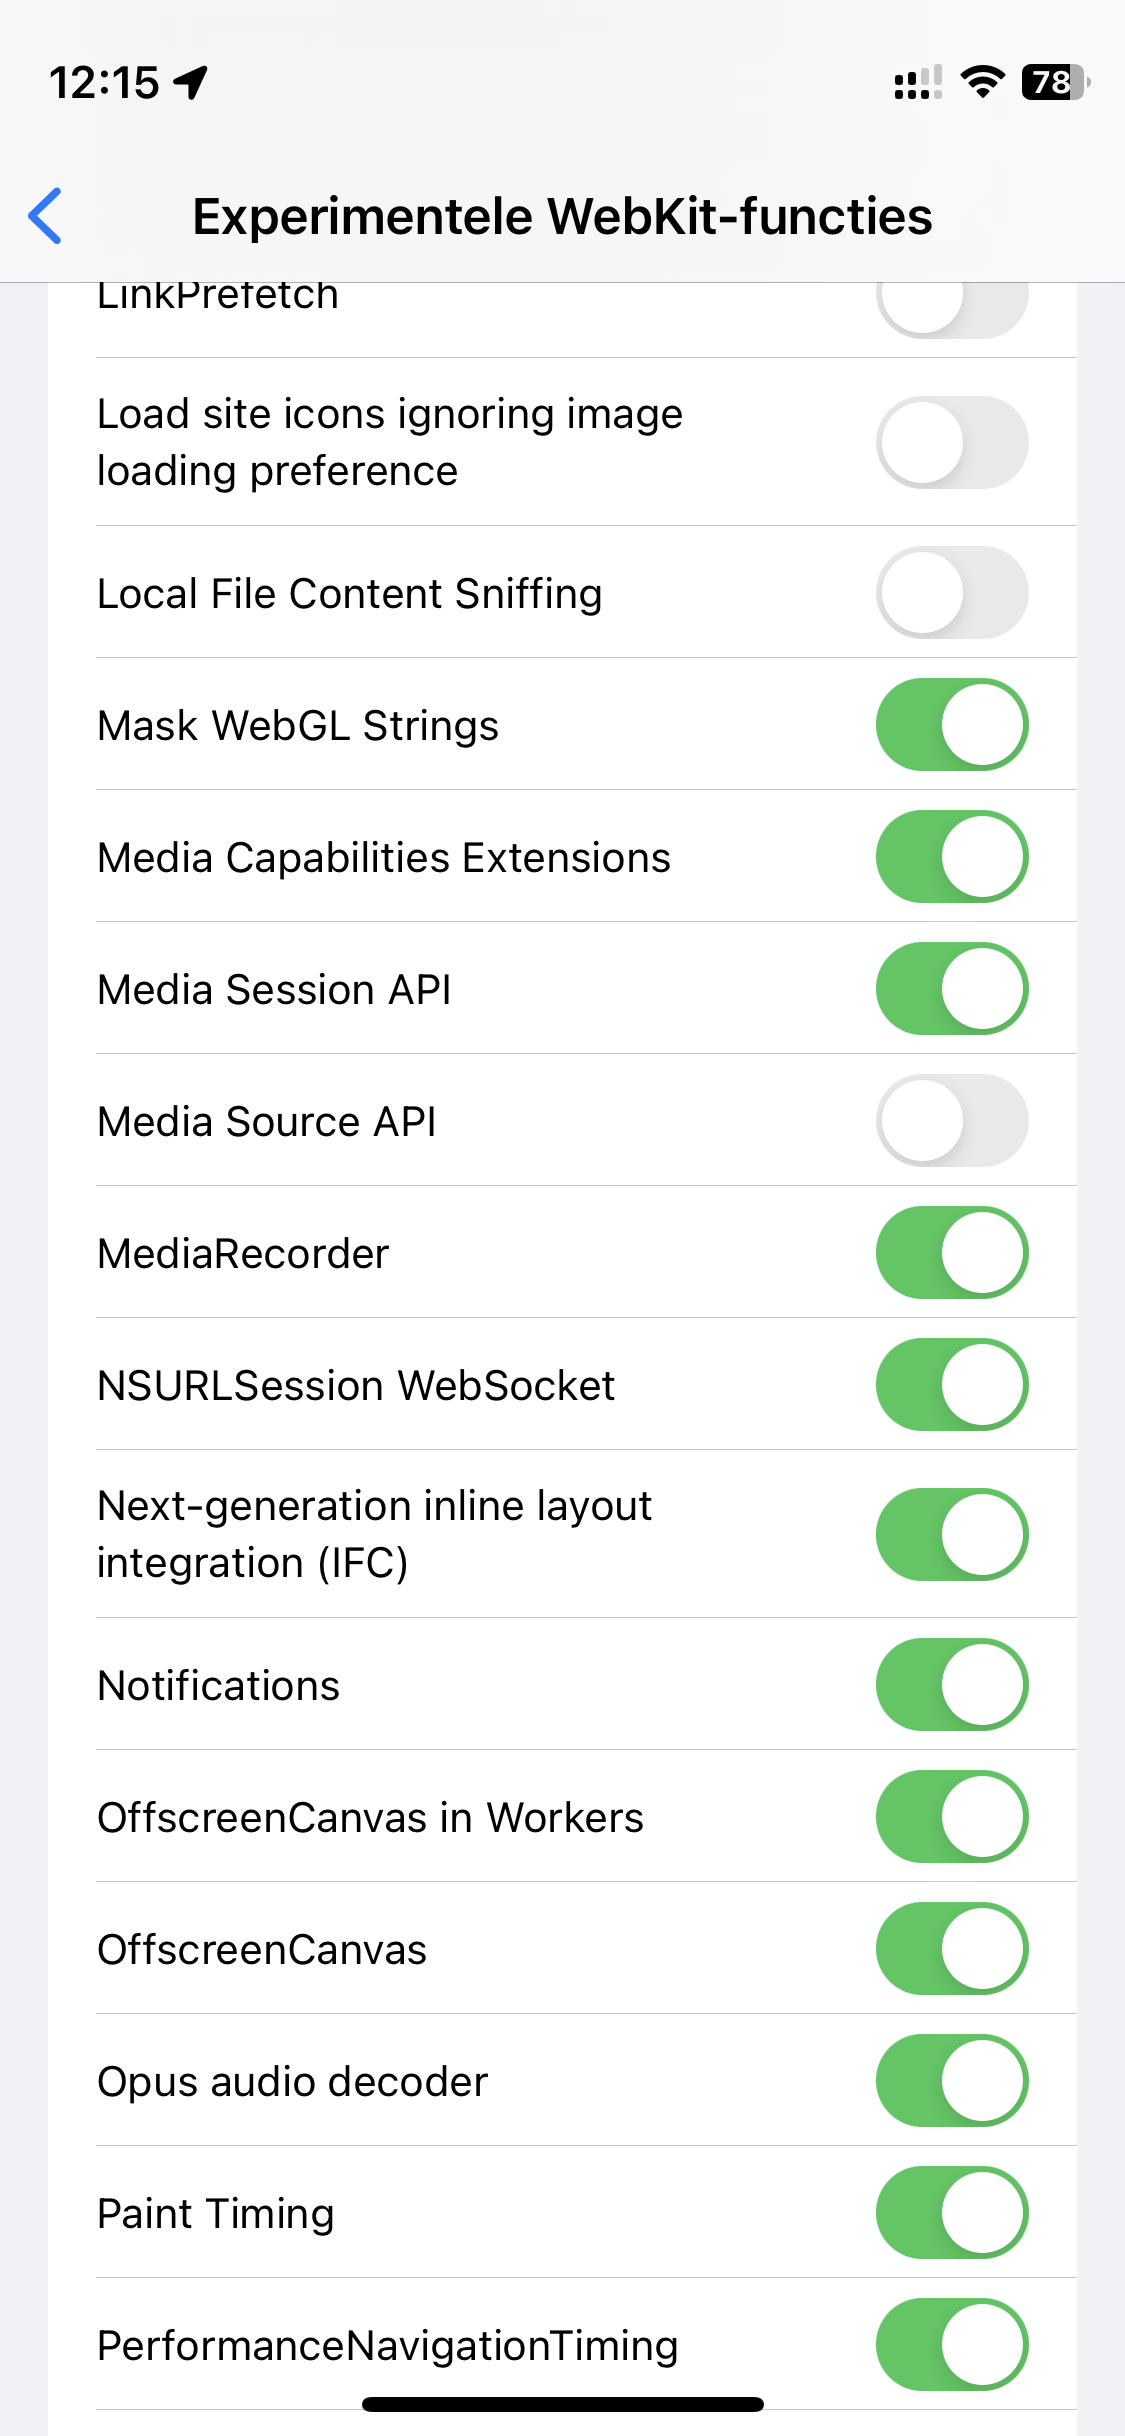 12:15
78
Experimentele WebKit-functies
LinkPrefetch
Load site icons ignoring image
loading preference
Local File Content Sniffing
Mask WebGL Strings
Media Capabilities Extensions
Media Session API
Media Source API
MediaRecorder
NSURLSession WebSocket
Next-generation inline layout
integration (IFC)
Notifications
OffscreenCanvas in Workers
OffscreenCanvas
Opus audio decoder
Paint Timing
PerformanceNavigationTiming